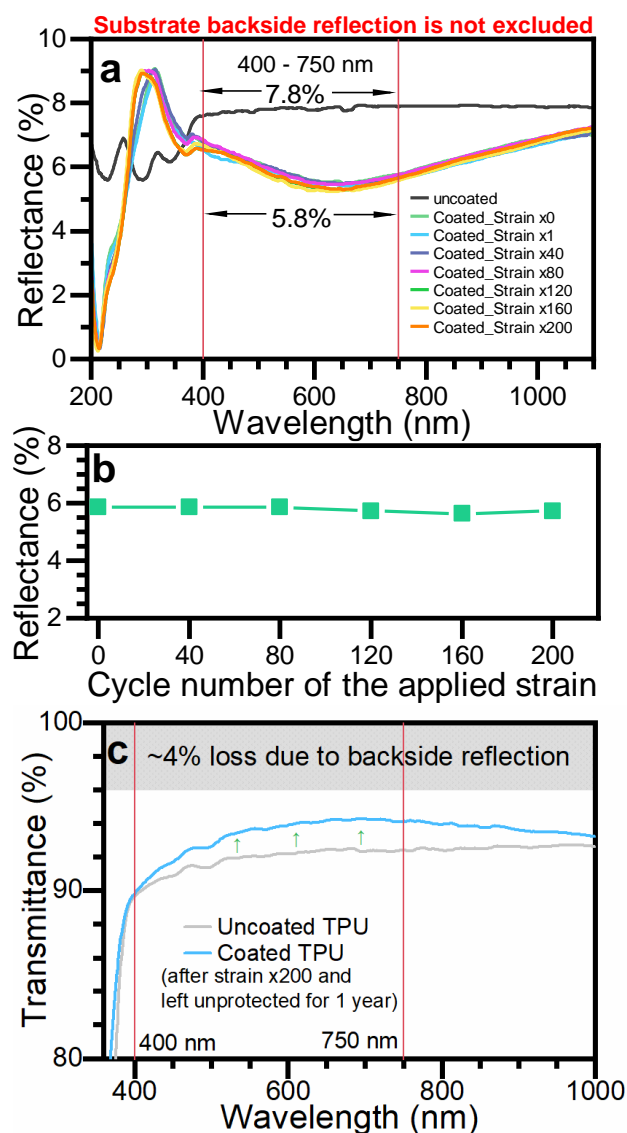 Substrate backside reflection is not excluded
a
400 - 750 nm
7.8%
5.8%
uncoated
Coated_Strain x0
Coated_Strain x1
Coated_Strain x40
Coated_Strain x80
Coated_Strain x120
Coated_Strain x160
Coated_Strain x200
Reflectance (%)
10
8
6
4
2
0
200 400 600 800 1000
Wavelength (nm)
b
Reflectance (%)
8
6
4
2
0 40 80 120 160 200
Cycle number of the applied strain
c
~4% loss due to backside reflection
↑ ↑ ↑
Uncoated TPU
Coated TPU
(after strain x200 and
left unprotected for 1 year)
400 nm 750 nm
Transmittance (%)
100
90
80
400 600 800 1000
Wavelength (nm)